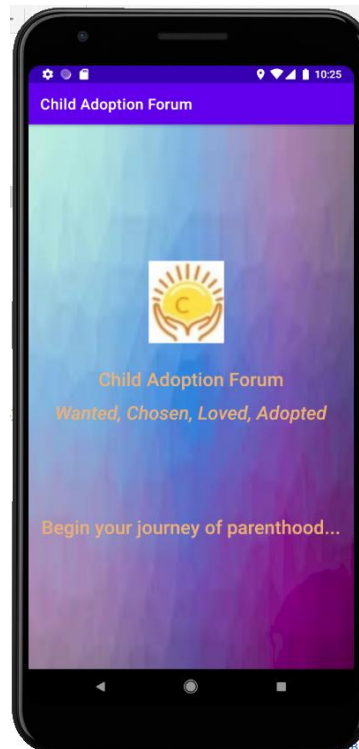 10:25
Child Adoption Forum
C
Child Adoption Forum
Wanted, Chosen, Loved, Adopted
Begin your journey of parenthood...